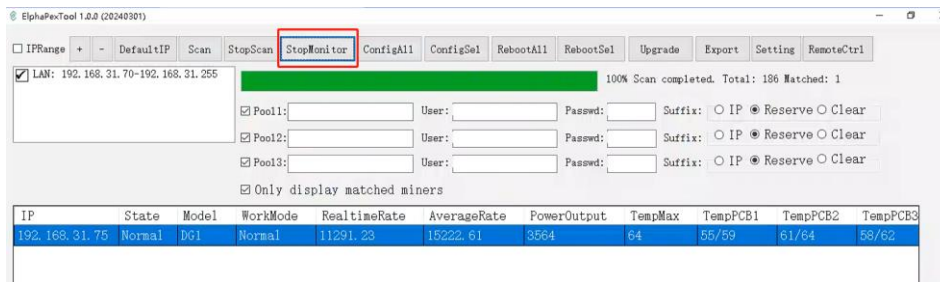 ElphaPexTool 1.0.0 (20240301)
IPRange + - DefaultIP Scan StopScan StopMonitor ConfigAll ConfigSel RebootAll RebootSel Upgrade Export Setting RemoteCtrl
LAN: 192.168.31.70-192.168.31.255
100% Scan completed. Total: 186 Matched: 1
Pool1: User: Passwd: Suffix: IP Reserve Clear
Pool2: User: Passwd: Suffix: IP Reserve Clear
Pool3: User: Passwd: Suffix: IP Reserve Clear
Only display matched miners
IP State Model WorkMode RealtimeRate AverageRate PowerOutput TempMax TempPCB1 TempPCB2 TempPCB3
192.168.31.75 Normal DG1 Normal 11291.23 15222.61 3564 64 55/59 61/64 58/62